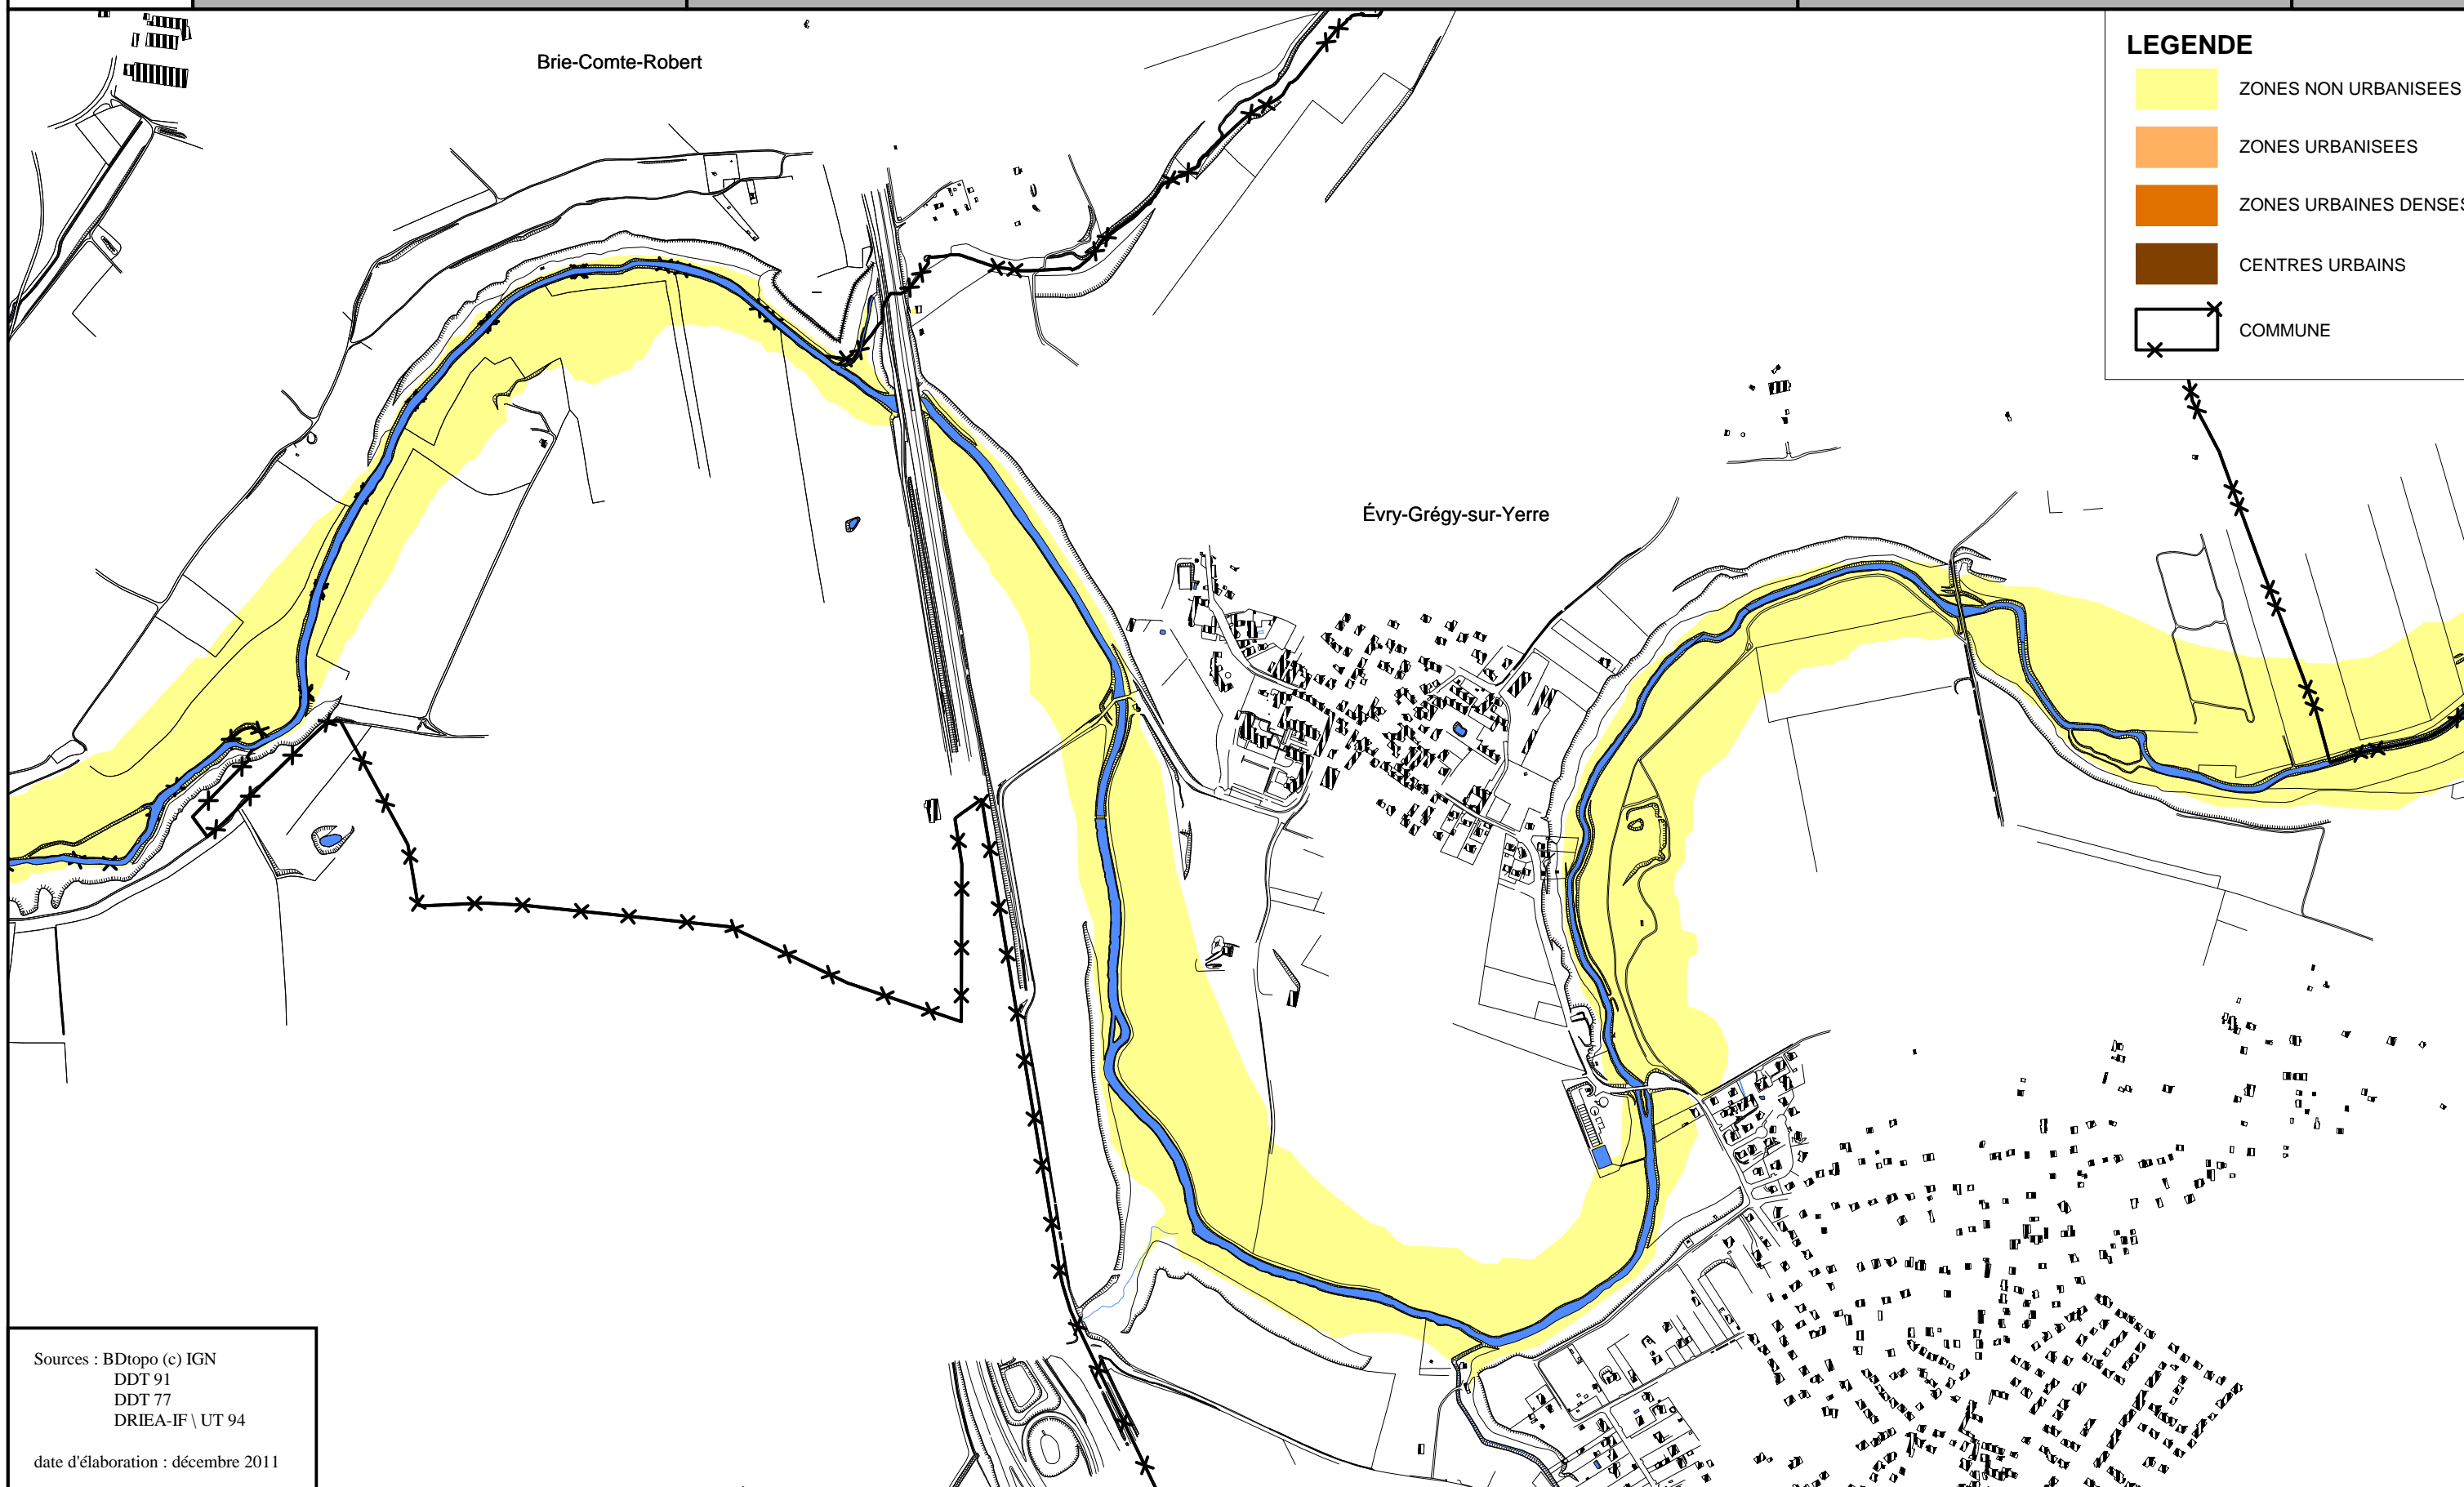 Brie-Comte-Robert
LEGENDE
ZONES NON URBANISEES
ZONES URBANISEES
ZONES URBAINES DENSES
CENTRES URBAINS
COMMUNE
Évry-Grégy-sur-Yerre
Sources : BDtopo (c) IGN
DDT 91
DDT 77
DRIEA-IF \ UT 94
date d'élaboration : décembre 2011